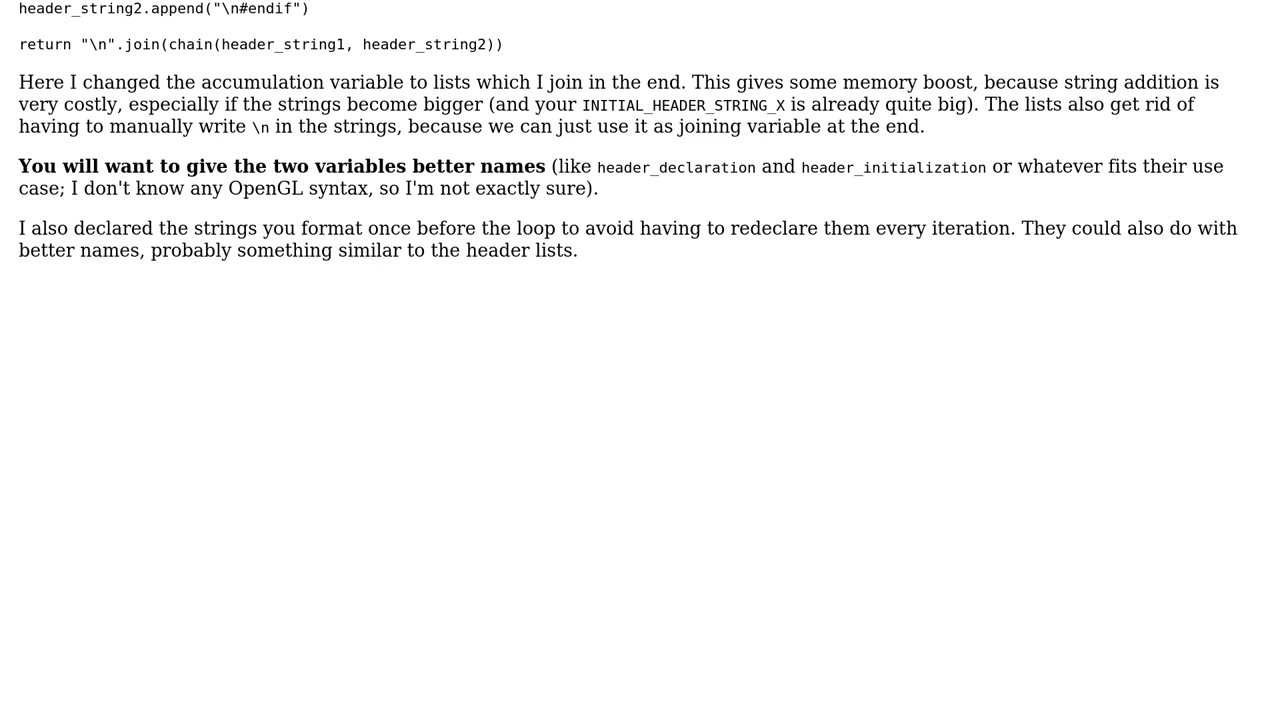 header_string2.append("\n#endif")
return "\n".join(chain(header_string1, header_string2))
Here I changed the accumulation variable to lists which I join in the end. This gives some memory boost, because string addition is
very costly, especially if the strings become bigger (and your INITIAL_HEADER_STRING_X is already quite big). The lists also get rid of
having to manually write \n in the strings, because we can just use it as joining variable at the end.
You will want to give the two variables better names (like header_declaration and header_initialization or whatever fits their use
case; I don't know any OpenGL syntax, so I'm not exactly sure).
I also declared the strings you format once before the loop to avoid having to redeclare them every iteration. They could also do with
better names, probably something similar to the header lists.